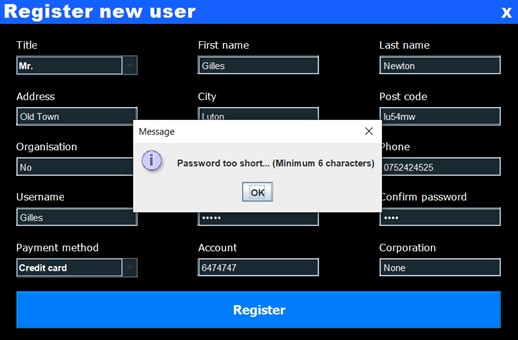 Register new user X
Title First name Last name
Mr. Gilles Newton
Address City Post code
Old Town Luton lu54mw
Message
Organisation Phone
Password too short... (Minimum 6 characters)
No 0752424525
OK
Username Confirm password
Gilles ••••• ••••
Payment method Account Corporation
Credit card 6474747 None
Register